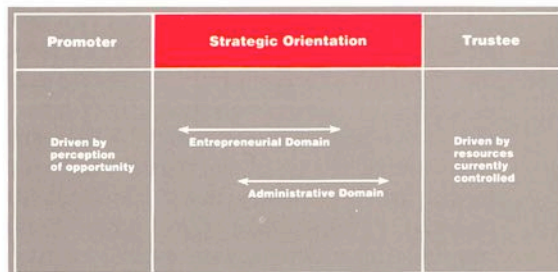 Promoter
Strategic Orientation
Trustee
Driven by
perception
of opportunity
Entrepreneurial Domain
Administrative Domain
Driven by
resources
currently
controlled